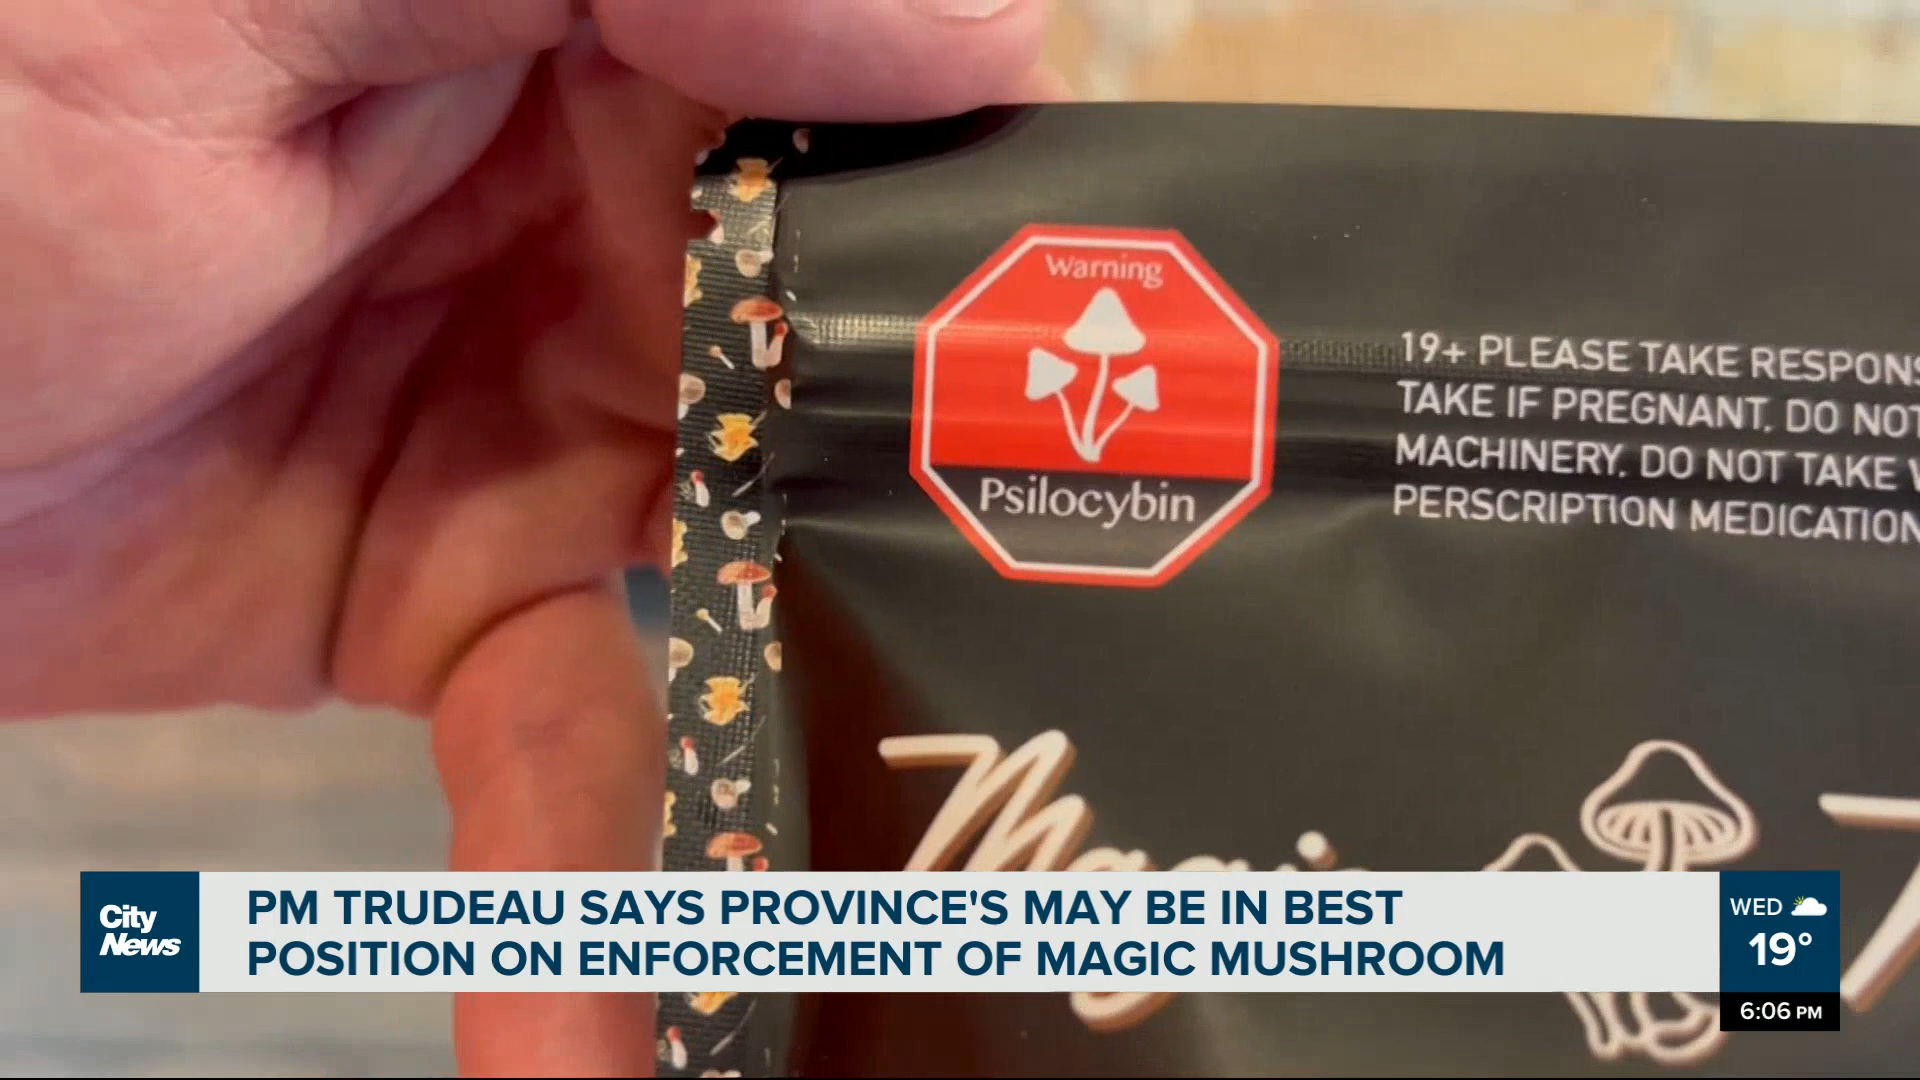 Warning
Psilocybin
19+ PLEASE TAKE RESPONS
TAKE IF PREGNANT, DO NOT
MACHINERY, DO NOT TAKE
PERSCRIPTION MEDICATION
Magic
City
News
PM TRUDEAU SAYS PROVINCE'S MAY BE IN BEST
POSITION ON ENFORCEMENT OF MAGIC MUSHROOM
WED
19°
6:06 PM